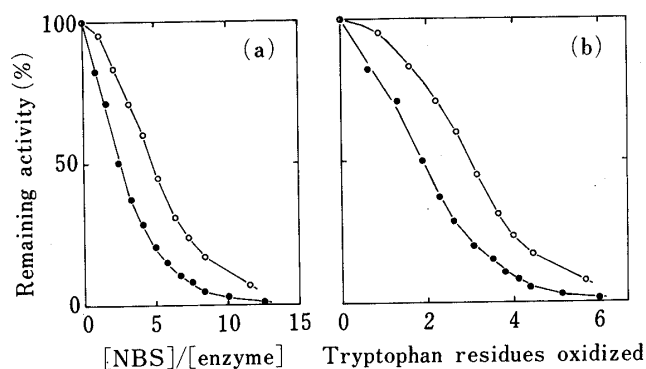 100
50
0
Remaining activity (%)
(a)
0 5 10 15
[NBS]/[enzyme]
(b)
0 2 4 6
Tryptophan residues oxidized